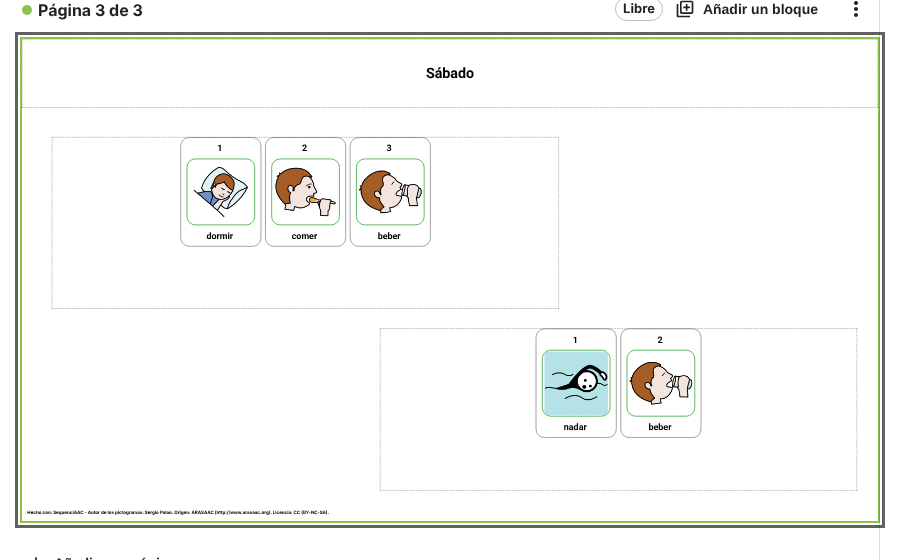 Página 3 de 3
Libre
Añadir un bloque
Sábado
1
2
3
dormir
comer
beber
1
2
nadar
beber
Hecho con: SequenciAAC - Autor de los pictogramas: Sergio Palao. Origen: ARASAAC (http://www.arasaac.org). Licencia: CC (BY-NC-SA).